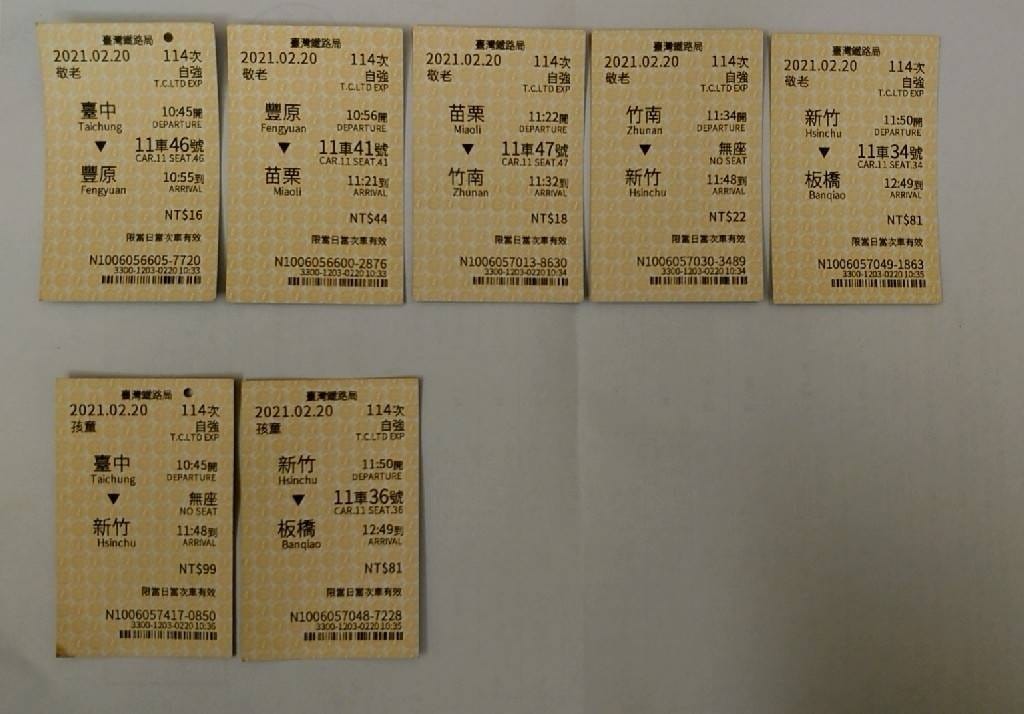 臺灣鐵路局
2021.02.20 114次
敬老 自強
T.C.LTD EXP
臺中 10:45開
Taichung DEPARTURE
▼ 11車46號
CAR.11 SEAT.46
豐原 10:55到
Fengyuan ARRIVAL
NT$16
限當日當次車有效
N1006056605-7720
3300-1203-0220 10:33
臺灣鐵路局
2021.02.20 114次
敬老 自強
T.C.LTD EXP
豐原 10:56開
Fengyuan DEPARTURE
▼ 11車41號
CAR.11 SEAT.41
苗栗 11:21到
Miaoli ARRIVAL
NT$44
限當日當次車有效
N1006056600-2876
3300-1203-0220 10:33
臺灣鐵路局
2021.02.20 114次
敬老 自強
T.C.LTD EXP
苗栗 11:22開
Miaoli DEPARTURE
▼ 11車47號
CAR.11 SEAT.47
竹南 11:32到
Zhunan ARRIVAL
NT$18
限當日當次車有效
N1006057013-8630
3300-1203-0220 10:34
臺灣鐵路局
2021.02.20 114次
敬老 自強
T.C.LTD EXP
竹南 11:34開
Zhunan DEPARTURE
▼ 無座
NO SEAT
新竹 11:48到
Hsinchu ARRIVAL
NT$22
限當日當次車有效
N1006057030-3489
3300-1203-0220 10:34
臺灣鐵路局
2021.02.20 114次
敬老 自強
T.C.LTD EXP
新竹 11:50開
Hsinchu DEPARTURE
▼ 11車34號
CAR.11 SEAT.34
板橋 12:49到
Banqiao ARRIVAL
NT$81
限當日當次車有效
N1006057049-1863
3300-1203-0220 10:35
臺灣鐵路局
2021.02.20 114次
孩童 自強
T.C.LTD EXP
臺中 10:45開
Taichung DEPARTURE
▼ 無座
NO SEAT
新竹 11:48到
Hsinchu ARRIVAL
NT$99
限當日當次車有效
N1006057417-0850
3300-1203-0220 10:36
臺灣鐵路局
2021.02.20 114次
孩童 自強
T.C.LTD EXP
新竹 11:50開
Hsinchu DEPARTURE
▼ 11車36號
CAR.11 SEAT.36
板橋 12:49到
Banqiao ARRIVAL
NT$81
限當日當次車有效
N1006057048-7228
3300-1203-0220 10:35